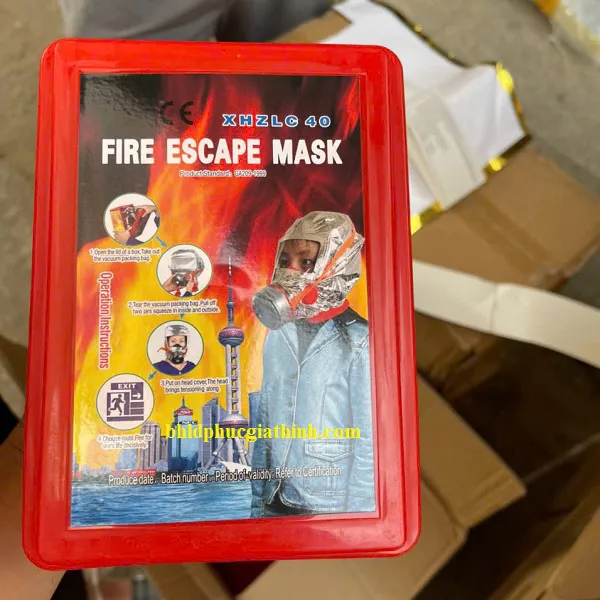 CE
XHZLC 40
FIRE ESCAPE MASK
Product Standard: GA209-1999
Operation Instructions
1.Open the lid of a box,Take out
the vacuum packing bag.
2.Tear the vacuum packing bag,Pull off
two ears squeeze in inside and outside.
3.Put on head cover,The head
brings tensioning along.
EXIT
4.Choose route,Flee for
one's life decisively.
bhldphucgiathinh.com
Produce date、Batch number、Period of validity: Refer to Certification